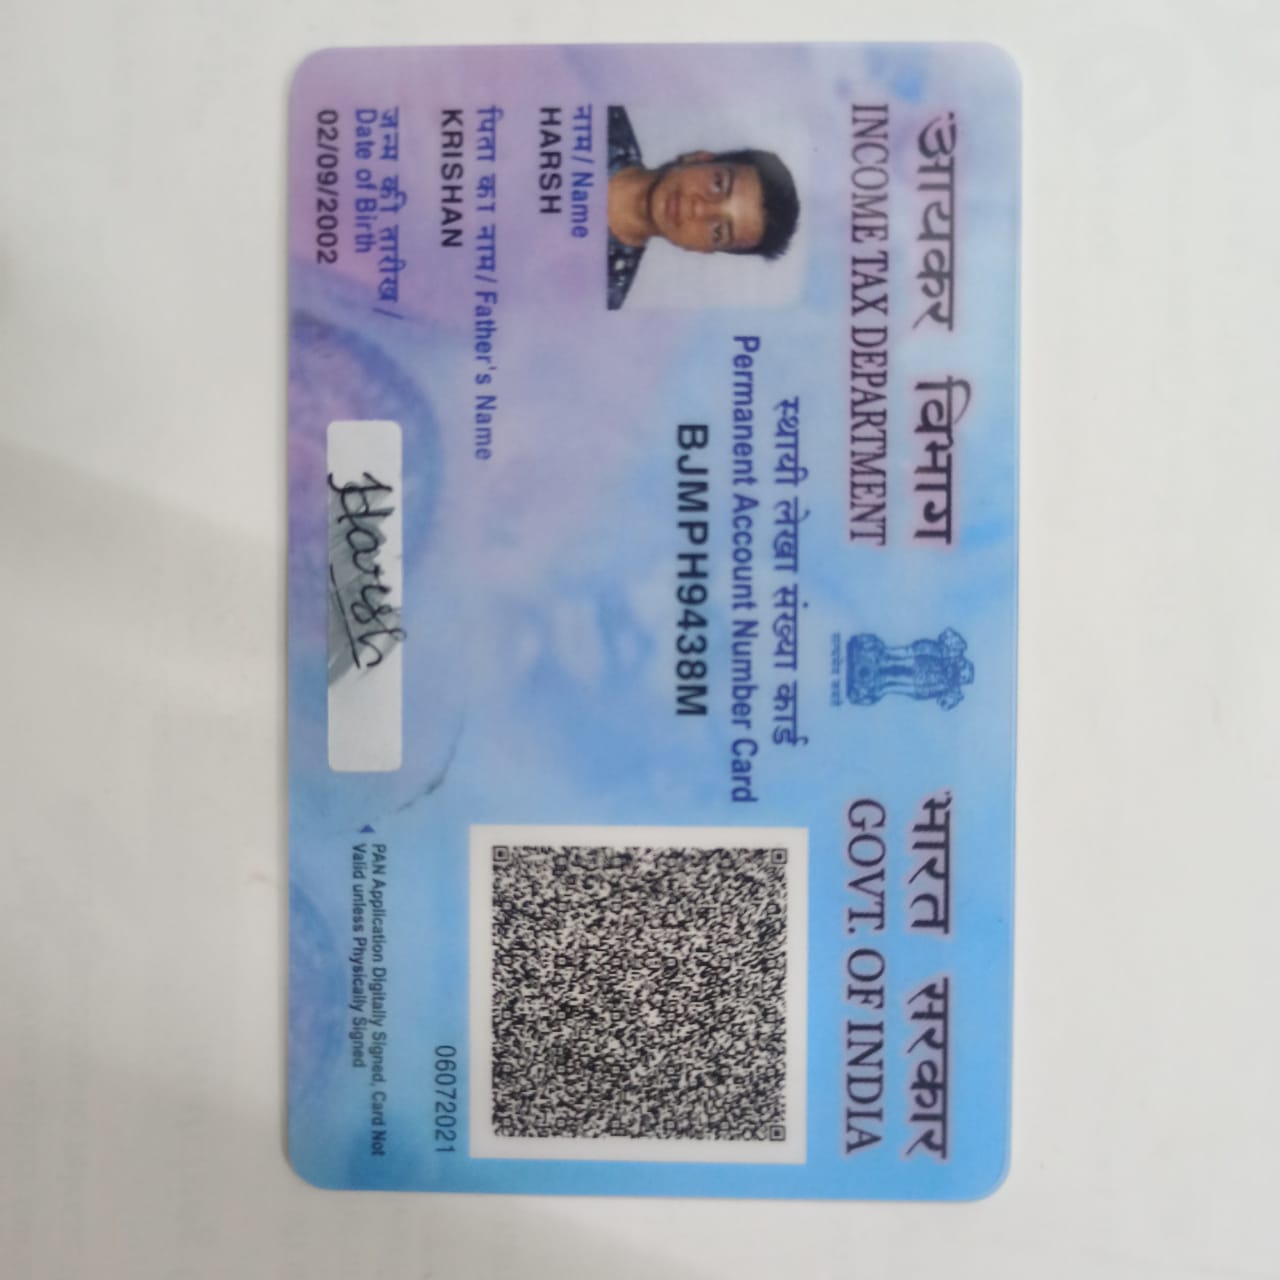 आयकर विभाग
INCOME TAX DEPARTMENT
भारत सरकार
GOVT. OF INDIA
सत्यमेव जयते
स्थायी लेखा संख्या कार्ड
Permanent Account Number Card
BJMPH9438M
नाम / Name
HARSH
पिता का नाम / Father's Name
KRISHAN
जन्म की तारीख /
Date of Birth
02/09/2002
Harsh
06072021
PAN Application Digitally Signed, Card Not
Valid unless Physically Signed